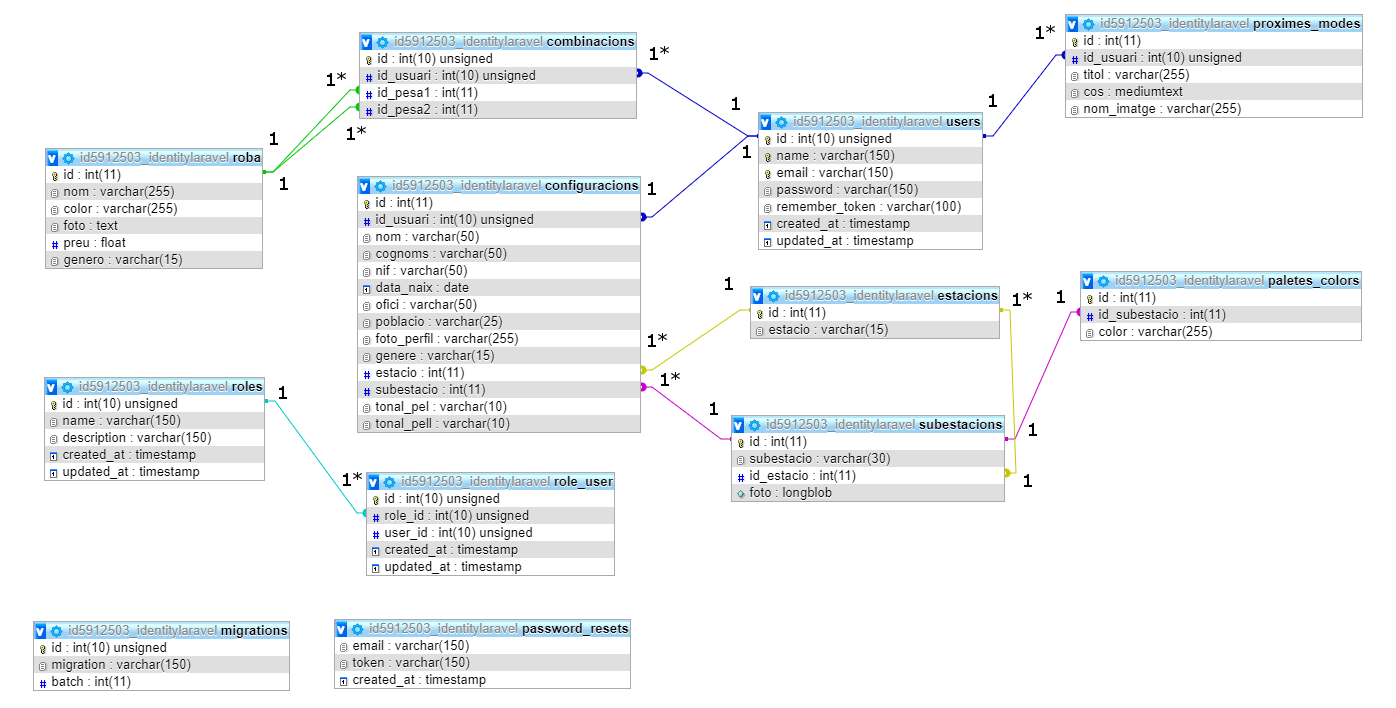 id5912503_identitylaravel combinacions
id : int(10) unsigned
id_usuari : int(10) unsigned
id_pesa1 : int(11)
id_pesa2 : int(11)
1*
1*
1*
1
1
id5912503_identitylaravel proximes_modes
id : int(11)
id_usuari : int(10) unsigned
titol : varchar(255)
cos : mediumtext
nom_imatge : varchar(255)
1*
1
id5912503_identitylaravel users
id : int(10) unsigned
name : varchar(150)
email : varchar(150)
password : varchar(150)
remember_token : varchar(100)
created_at : timestamp
updated_at : timestamp
1
1
id5912503_identitylaravel roba
id : int(11)
nom : varchar(255)
color : varchar(255)
foto : text
preu : float
genero : varchar(15)
id5912503_identitylaravel configuracions
id : int(11)
id_usuari : int(10) unsigned
nom : varchar(50)
cognoms : varchar(50)
nif : varchar(50)
data_naix : date
ofici : varchar(50)
poblacio : varchar(25)
foto_perfil : varchar(255)
genere : varchar(15)
estacio : int(11)
subestacio : int(11)
tonal_pel : varchar(10)
tonal_pell : varchar(10)
1
1*
1*
id5912503_identitylaravel estacions
id : int(11)
estacio : varchar(15)
1
1*
id5912503_identitylaravel paletes_colors
id : int(11)
id_subestacio : int(11)
color : varchar(255)
1
id5912503_identitylaravel subestacions
id : int(11)
subestacio : varchar(30)
id_estacio : int(11)
foto : longblob
1
1
1
id5912503_identitylaravel roles
id : int(10) unsigned
name : varchar(150)
description : varchar(150)
created_at : timestamp
updated_at : timestamp
1
1*
id5912503_identitylaravel role_user
id : int(10) unsigned
role_id : int(10) unsigned
user_id : int(10) unsigned
created_at : timestamp
updated_at : timestamp
id5912503_identitylaravel migrations
id : int(10) unsigned
migration : varchar(150)
batch : int(11)
id5912503_identitylaravel password_resets
email : varchar(150)
token : varchar(150)
created_at : timestamp